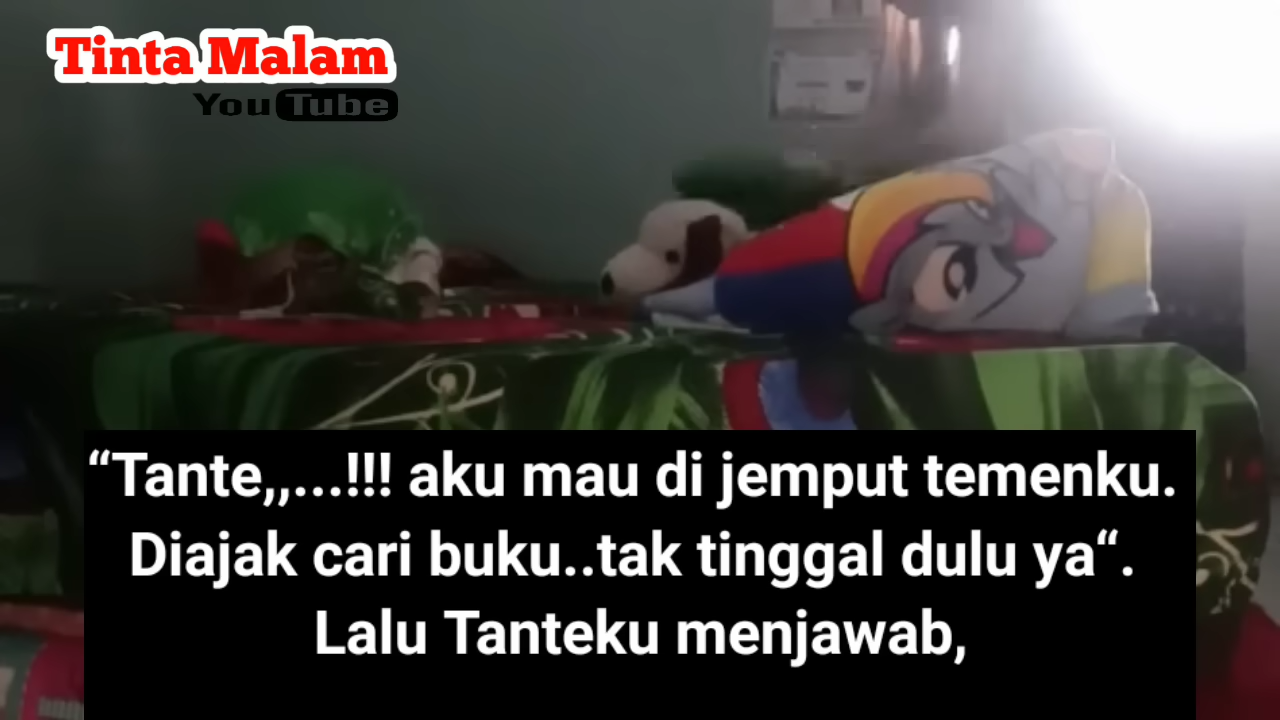 Tinta Malam
YouTube
“Tante,,...!!! aku mau di jemput temenku.
Diajak cari buku..tak tinggal dulu ya“.
Lalu Tanteku menjawab,